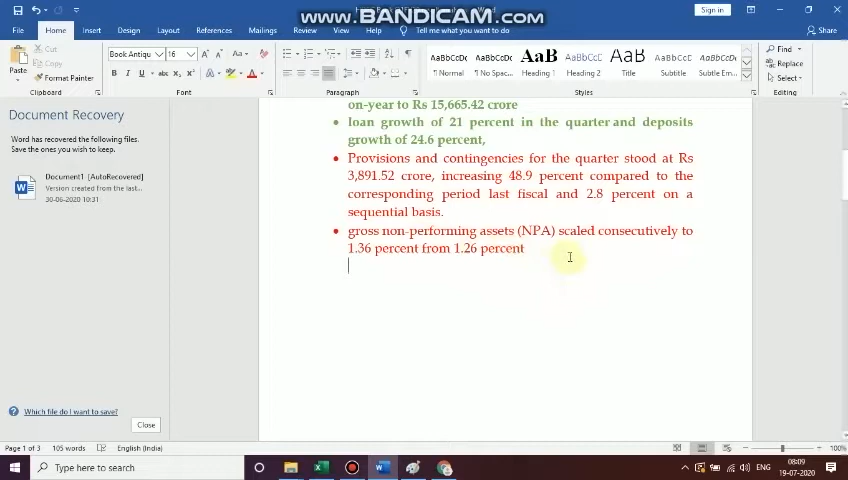 WWW.BANDICAM.COM
Word
Sign in
File
Home
Insert
Design
Layout
References
Mailings
Review
View
Help
Tell me what you want to do
Share
Paste
Cut
Copy
Format Painter
Clipboard
Book Antiqua
16
Aa
B I U abc X₂ X²
Font
Paragraph
AaBbCcDc
AaBbCcDc
AaBb
AaBbCcC
AaBb
AaBbCcC
AaBbCcDc
¶ Normal
¶ No Spac...
Heading 1
Heading 2
Title
Subtitle
Subtle Em...
Styles
Find
Replace
Select
Editing
Document Recovery
Word has recovered the following files.
Save the ones you wish to keep.
Document1 [AutoRecovered]
Version created from the last...
30-06-2020 10:31
Which file do I want to save?
Close
on-year to Rs 15,665.42 crore
loan growth of 21 percent in the quarter and deposits
growth of 24.6 percent,
Provisions and contingencies for the quarter stood at Rs
3,891.52 crore, increasing 48.9 percent compared to the
corresponding period last fiscal and 2.8 percent on a
sequential basis.
gross non-performing assets (NPA) scaled consecutively to
1.36 percent from 1.26 percent
Page 1 of 3
105 words
English (India)
100%
Type here to search
ENG
08:09
19-07-2020